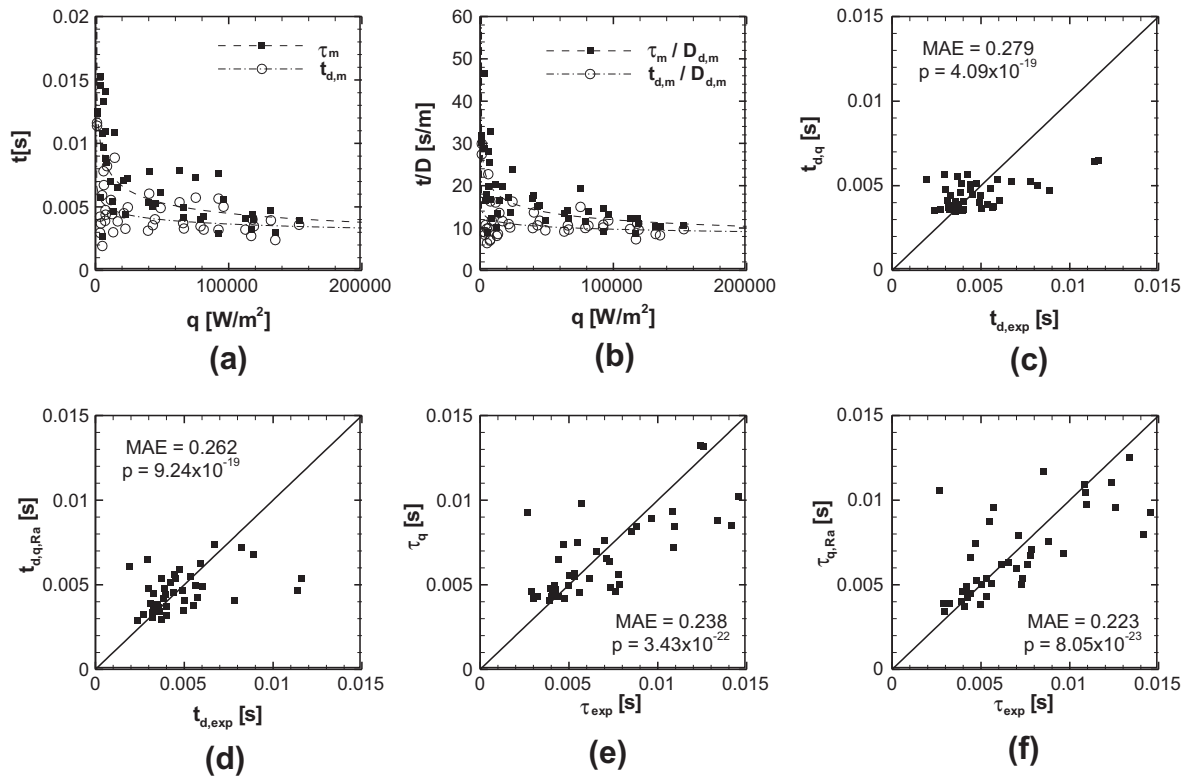 0.02
0.015
0.01
0.005
0
t[s]
τm
td,m
0 100000 200000
q [W/m2]
(a)
60
50
40
30
20
10
0
t/D [s/m]
τm / Dd,m
td,m / Dd,m
0 100000 200000
q [W/m2]
(b)
0.015
0.01
0.005
0
td,q [s]
MAE = 0.279
p = 4.09x10-19
0 0.005 0.01 0.015
td,exp [s]
(c)
0.015
0.01
0.005
0
td,q,Ra [s]
MAE = 0.262
p = 9.24x10-19
0 0.005 0.01 0.015
td,exp [s]
(d)
0.015
0.01
0.005
0
τq [s]
MAE = 0.238
p = 3.43x10-22
0 0.005 0.01 0.015
τexp [s]
(e)
0.015
0.01
0.005
0
τq,Ra [s]
MAE = 0.223
p = 8.05x10-23
0 0.005 0.01 0.015
τexp [s]
(f)